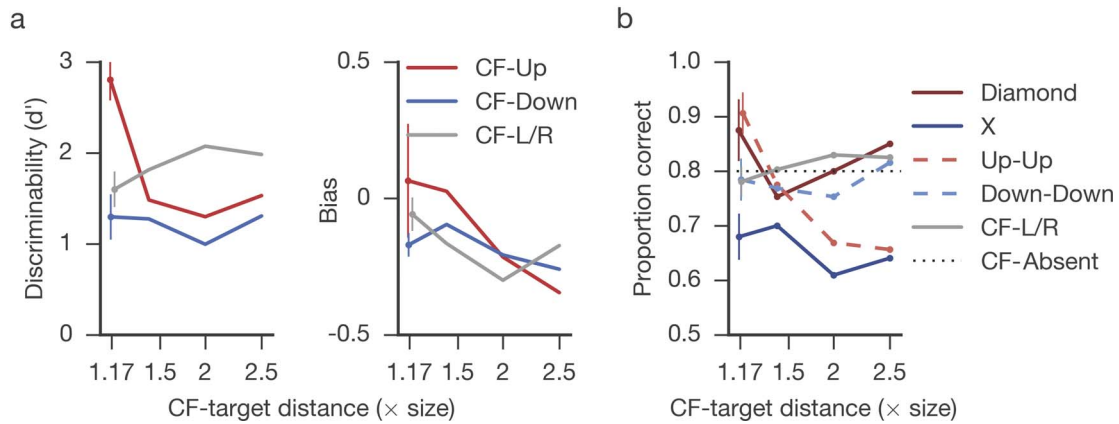 a
Discriminability (d')
3
2
1
0
1.17 1.5 2 2.5
Bias
0.5
0
-0.5
1.17 1.5 2 2.5
CF-Up
CF-Down
CF-L/R
CF-target distance (× size)
b
Proportion correct
1.0
0.9
0.8
0.7
0.6
0.5
1.17 1.5 2 2.5
CF-target distance (× size)
Diamond
X
Up-Up
Down-Down
CF-L/R
CF-Absent